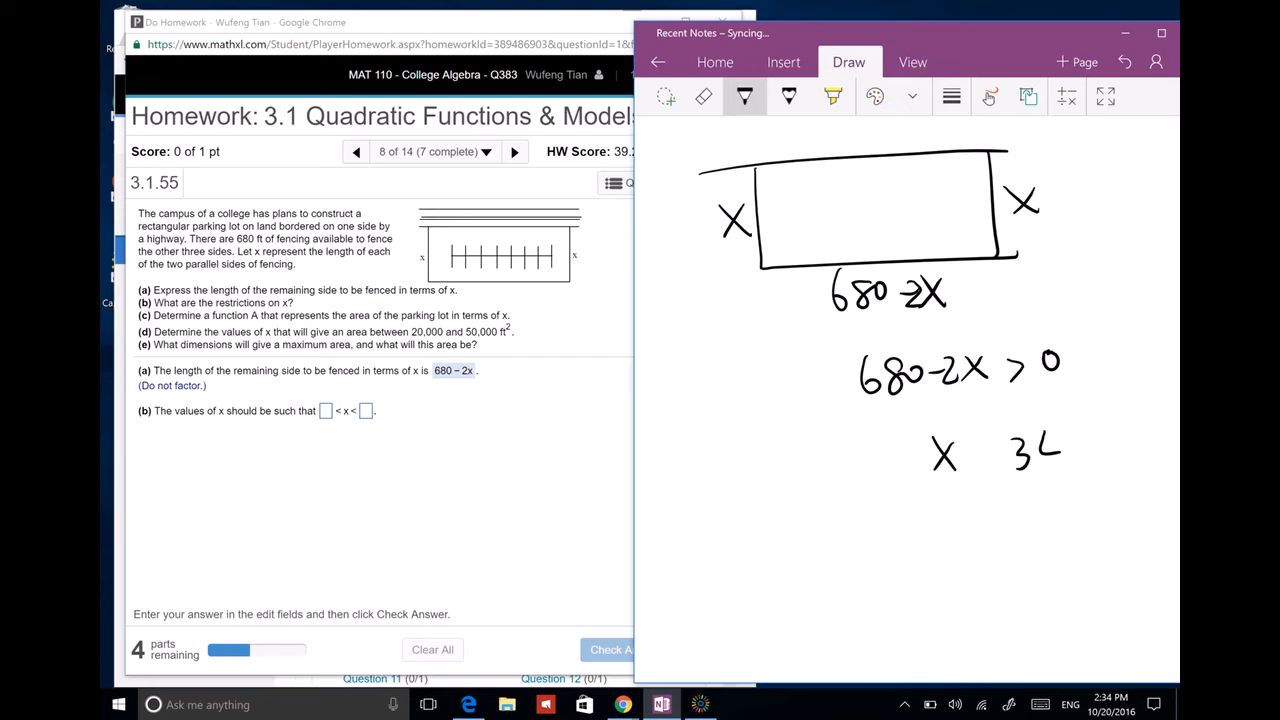 Do Homework - Wufeng Tian - Google Chrome
https://www.mathxl.com/Student/PlayerHomework.aspx?homeworkId=389486903&questionId=1&f
MAT 110 - College Algebra - Q383 Wufeng Tian
Homework: 3.1 Quadratic Functions & Models
Score: 0 of 1 pt
8 of 14 (7 complete)
HW Score: 39.2
3.1.55
The campus of a college has plans to construct a
rectangular parking lot on land bordered on one side by
a highway. There are 680 ft of fencing available to fence
the other three sides. Let x represent the length of each
of the two parallel sides of fencing.
x
x
(a) Express the length of the remaining side to be fenced in terms of x.
(b) What are the restrictions on x?
(c) Determine a function A that represents the area of the parking lot in terms of x.
(d) Determine the values of x that will give an area between 20,000 and 50,000 ft².
(e) What dimensions will give a maximum area, and what will this area be?
(a) The length of the remaining side to be fenced in terms of x is 680 − 2x.
(Do not factor.)
(b) The values of x should be such that < x < .
Enter your answer in the edit fields and then click Check Answer.
4 parts
remaining
Clear All
Check A
Question 11 (0/1)
Question 12 (0/1)
Recent Notes – Syncing...
Home Insert Draw View
+ Page
X
X
680-2X
680-2X > 0
X 34
Ask me anything
ENG
2:34 PM
10/20/2016